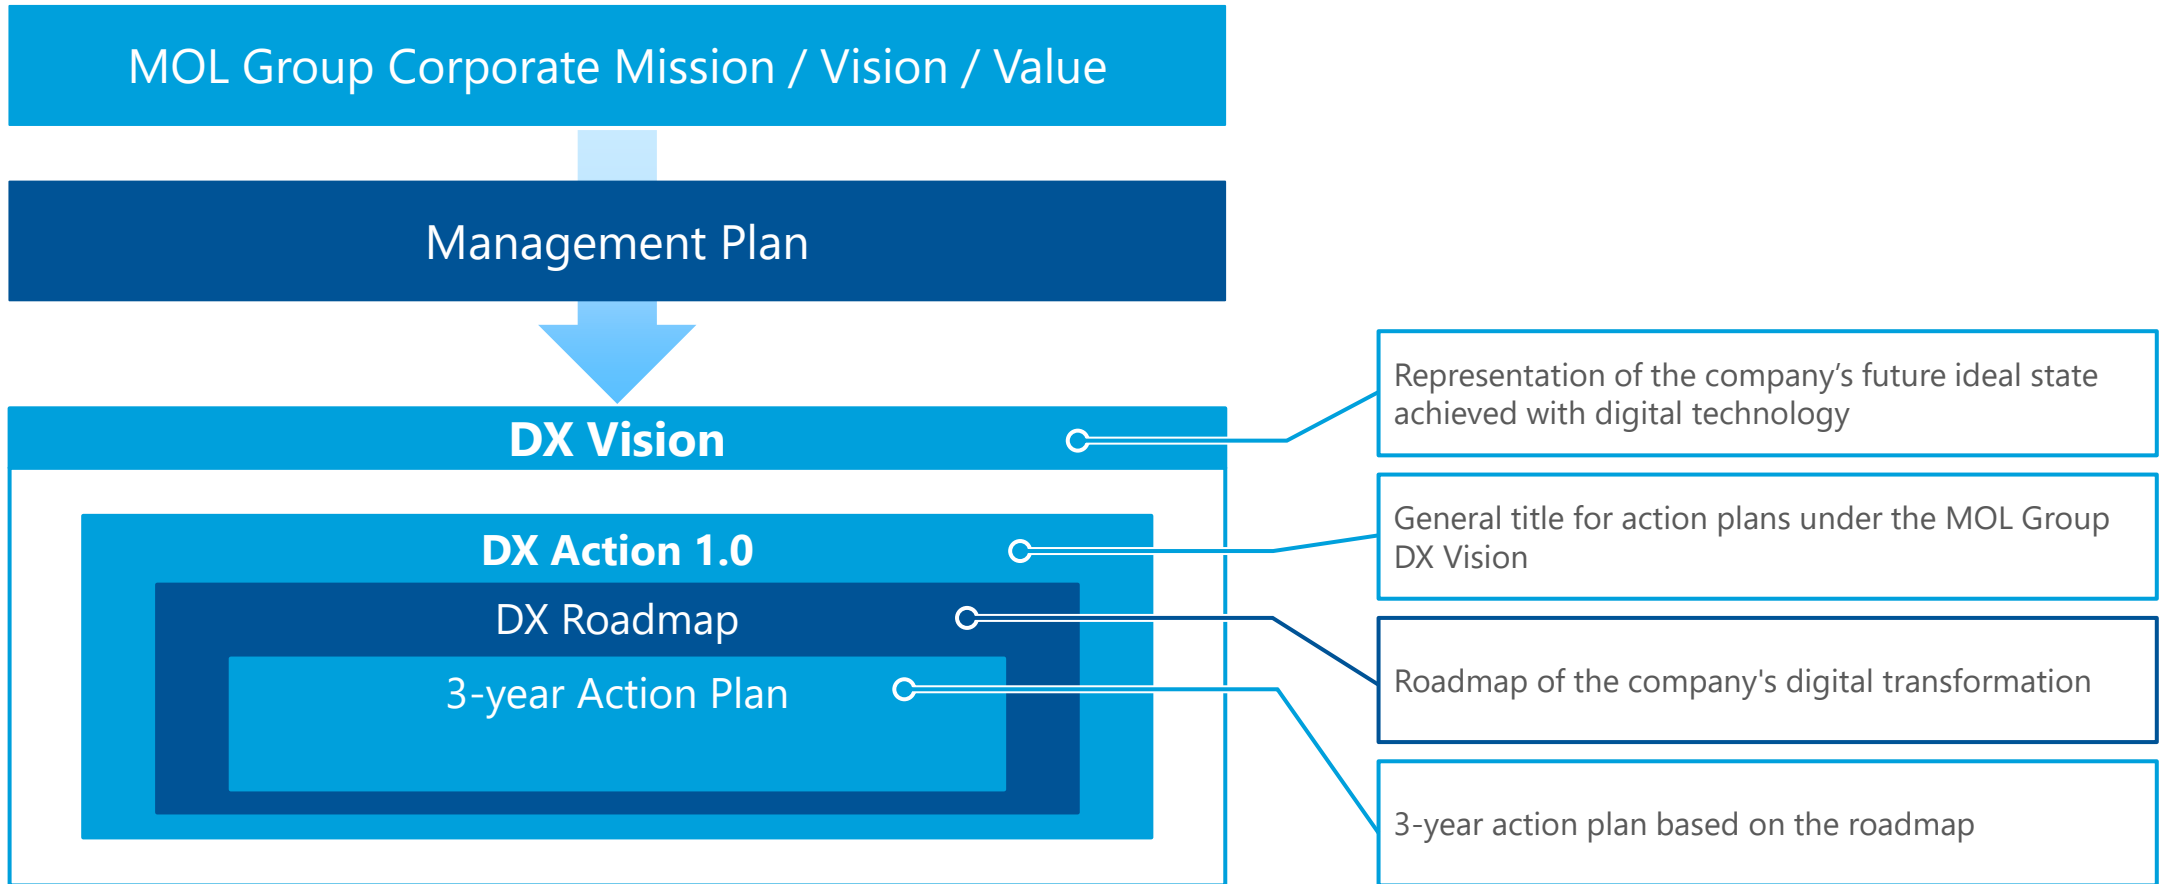 MOL Group Corporate Mission / Vision / Value
Management Plan
DX Vision
DX Action 1.0
DX Roadmap
3-year Action Plan
Representation of the company’s future ideal state
achieved with digital technology
General title for action plans under the MOL Group
DX Vision
Roadmap of the company's digital transformation
3-year action plan based on the roadmap